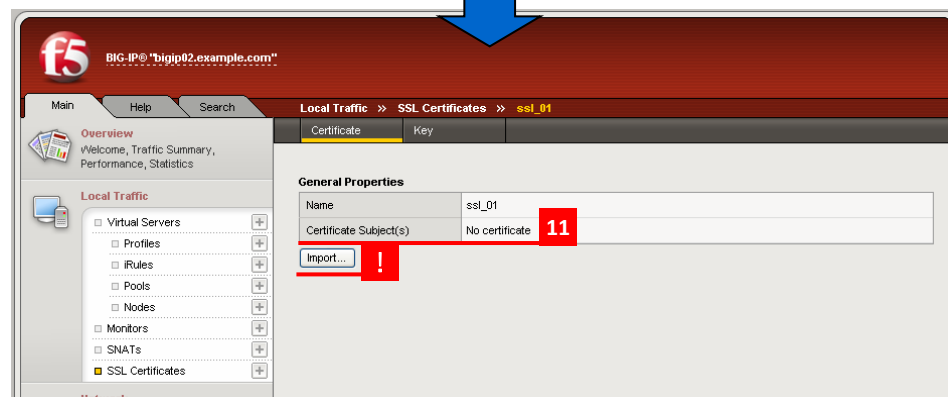 f5
BIG-IP® "bigip02.example.com"
Main
Help
Search
Local Traffic » SSL Certificates » ssl_01
Certificate
Key
Overview
Welcome, Traffic Summary,
Performance, Statistics
Local Traffic
Virtual Servers
Profiles
iRules
Pools
Nodes
Monitors
SNATs
SSL Certificates
General Properties
Name ssl_01
Certificate Subject(s) No certificate 11
Import... !